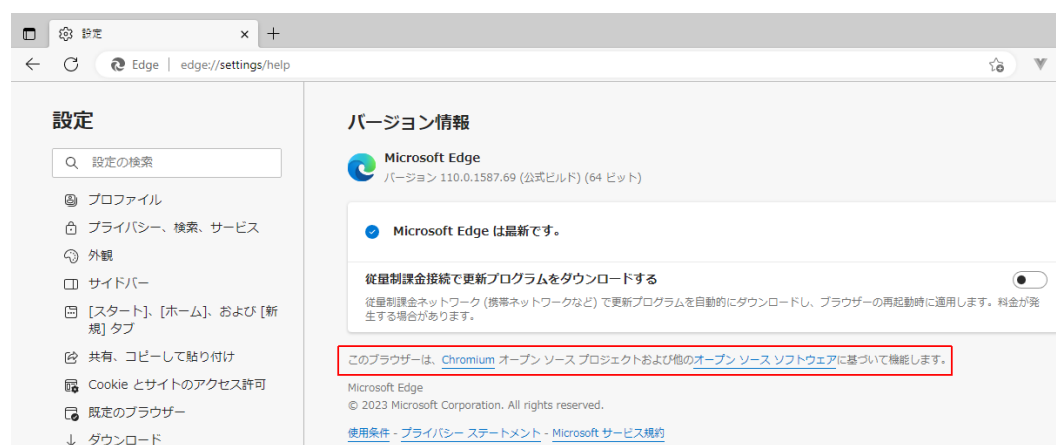 設定
Edge | edge://settings/help
設定
設定の検索
プロファイル
プライバシー、検索、サービス
外観
サイドバー
[スタート]、[ホーム]、および [新
規] タブ
共有、コピーして貼り付け
Cookie とサイトのアクセス許可
既定のブラウザー
ダウンロード
バージョン情報
Microsoft Edge
バージョン 110.0.1587.69 (公式ビルド) (64 ビット)
Microsoft Edge は最新です。
従量制課金接続で更新プログラムをダウンロードする
従量制課金ネットワーク (携帯ネットワークなど) で更新プログラムを自動的にダウンロードし、ブラウザーの再起動時に適用します。料金が発
生する場合があります。
このブラウザーは、Chromium オープン ソース プロジェクトおよび他のオープン ソース ソフトウェアに基づいて機能します。
Microsoft Edge
© 2023 Microsoft Corporation. All rights reserved.
使用条件 - プライバシー ステートメント - Microsoft サービス規約